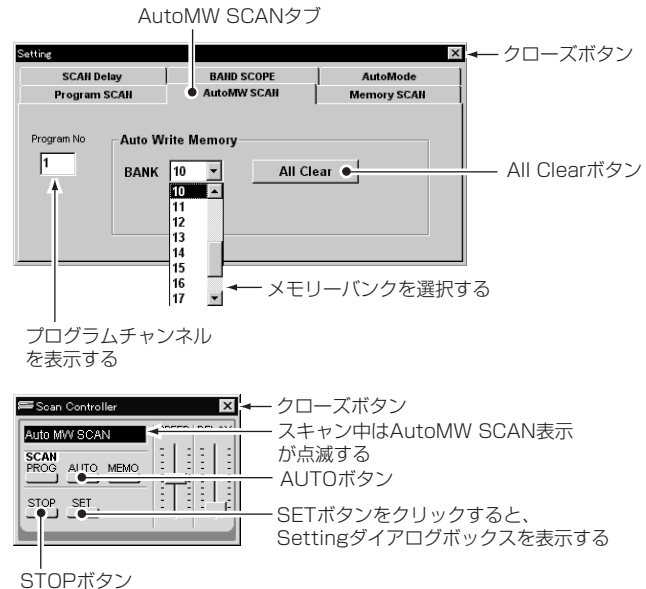 AutoMW SCANタブ
Setting
クローズボタン
SCAN Delay BAND SCOPE AutoMode
Program SCAN AutoMW SCAN Memory SCAN
Program No
Auto Write Memory
1
BANK 10 All Clear
All Clearボタン
10
11
12
13
14
15
16
17
メモリーバンクを選択する
プログラムチャンネル
を表示する
Scan Controller
クローズボタン
Auto MW SCAN
スキャン中はAutoMW SCAN表示
が点滅する
SCAN
PROG AUTO MEMO
AUTOボタン
STOP SET
SETボタンをクリックすると、
Settingダイアログボックスを表示する
STOPボタン